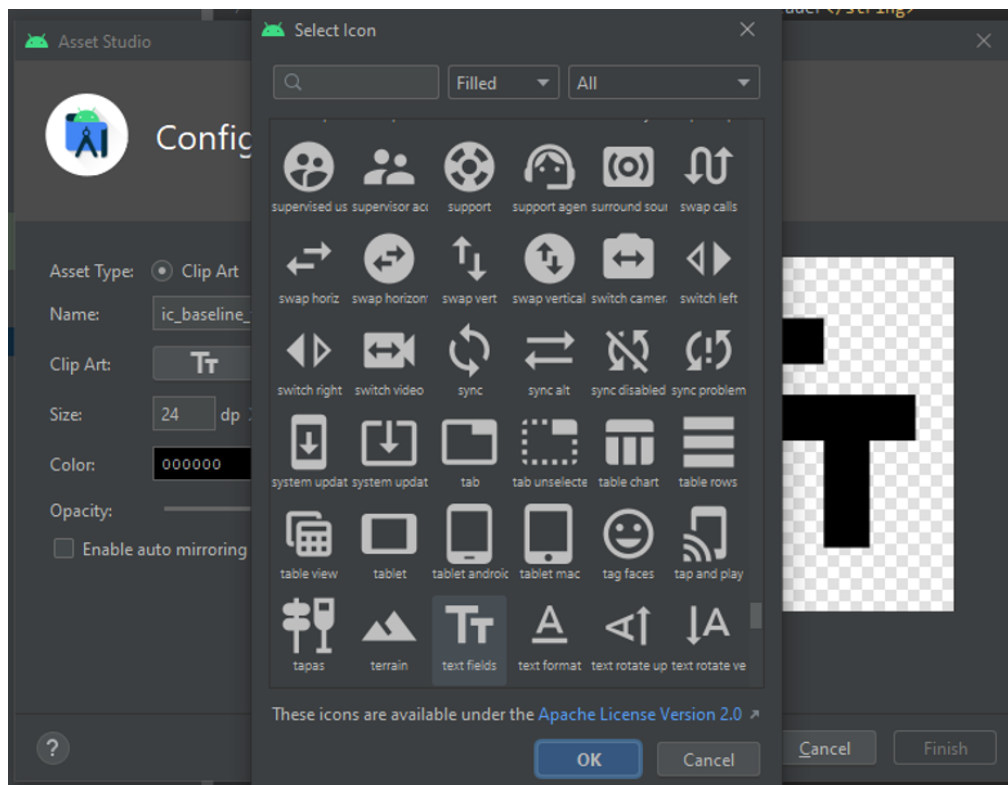 Asset Studio
Select Icon
Config
Filled
All
supervised us
supervisor acc
support
support agen
surround soun
swap calls
Asset Type:
Clip Art
swap horiz
swap horizon
swap vert
swap vertical
switch camer
switch left
Name:
ic_baseline_
Clip Art:
switch right
switch video
sync
sync alt
sync disabled
sync problem
Size:
24
dp
Color:
000000
system updat
system updat
tab
tab unselecte
table chart
table rows
Opacity:
Enable auto mirroring
table view
tablet
tablet androic
tablet mac
tag faces
tap and play
tapas
terrain
text fields
text format
text rotate up
text rotate ve
These icons are available under the Apache License Version 2.0
?
OK
Cancel
Cancel
Finish